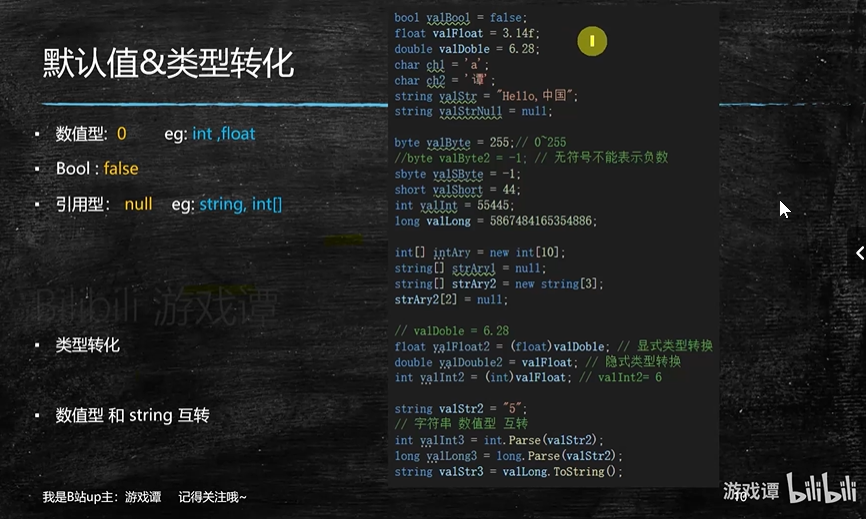 默认值&类型转化
数值型: 0 eg: int ,float
Bool : false
引用型: null eg: string, int[]
类型转化
数值型 和 string 互转
我是B站up主: 游戏谭 记得关注哦~
bool valBool = false;
float valFloat = 3.14f;
double valDoble = 6.28;
char ch1 = 'a';
char ch2 = '谭';
string valStr = "Hello,中国";
string valStrNull = null;
byte valByte = 255;// 0~255
//byte valByte2 = -1; // 无符号不能表示负数
sbyte valSByte = -1;
short valShort = 44;
int valInt = 55445;
long valLong = 5867484165354886;
int[] intAry = new int[10];
string[] strAry1 = null;
string[] strAry2 = new string[3];
strAry2[2] = null;
// valDoble = 6.28
float valFloat2 = (float)valDoble; // 显式类型转换
double valDouble2 = valFloat; // 隐式类型转换
int valInt2 = (int)valFloat; // valInt2= 6
string valStr2 = "5";
// 字符串 数值型 互转
int valInt3 = int.Parse(valStr2);
long valLong3 = long.Parse(valStr2);
string valStr3 = valLong.ToString();
Bilibili 游戏谭
游戏谭 bilibili